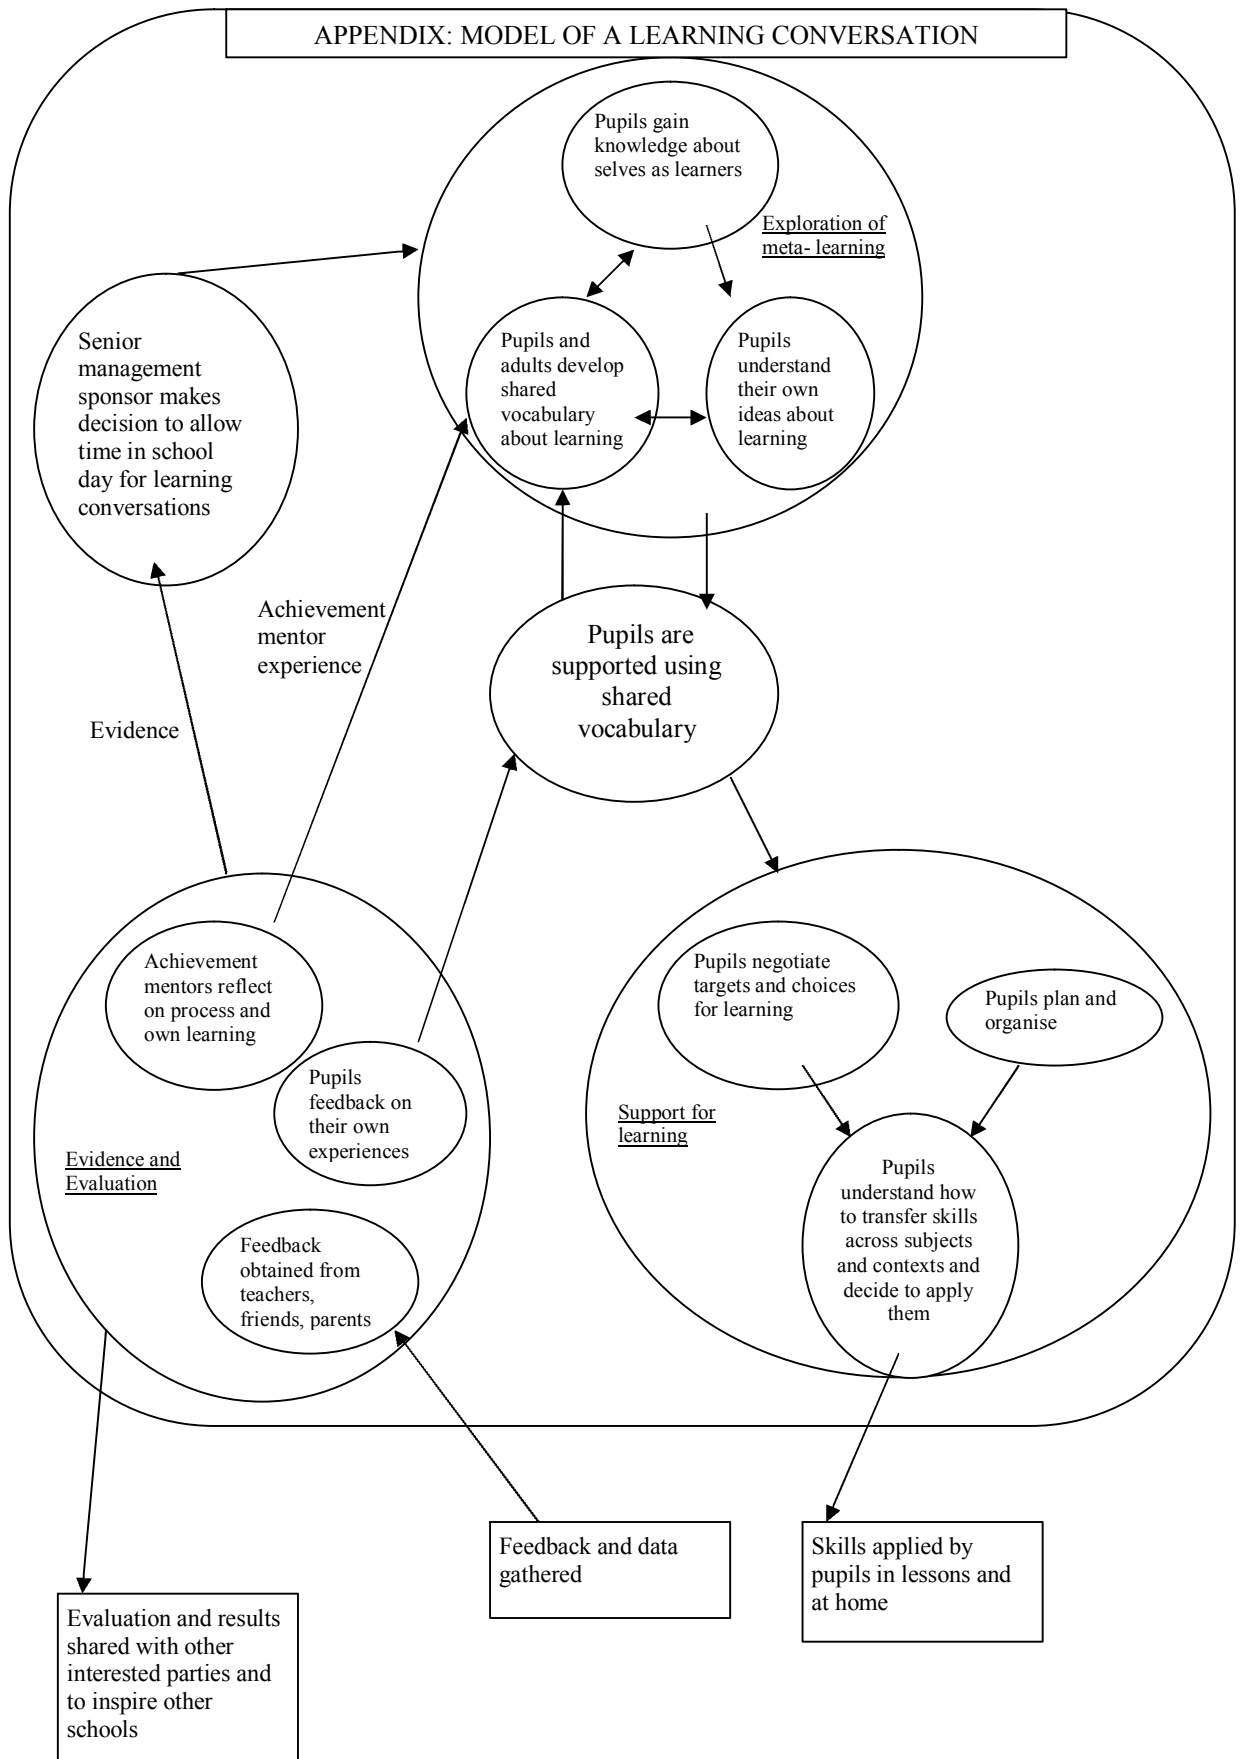 APPENDIX: MODEL OF A LEARNING CONVERSATION
Pupils gain
knowledge about
selves as learners
Exploration of
meta- learning
Senior
management
sponsor makes
decision to allow
time in school
day for learning
conversations
Pupils and
adults develop
shared
vocabulary
about learning
Pupils
understand
their own
ideas about
learning
Achievement
mentor
experience
Evidence
Pupils are
supported using
shared
vocabulary
Achievement
mentors reflect
on process and
own learning
Pupils
feedback on
their own
experiences
Evidence and
Evaluation
Feedback
obtained from
teachers,
friends, parents
Pupils negotiate
targets and choices
for learning
Pupils plan and
organise
Support for
learning
Pupils
understand how
to transfer skills
across subjects
and contexts and
decide to apply
them
Feedback and data
gathered
Skills applied by
pupils in lessons and
at home
Evaluation and results
shared with other
interested parties and
to inspire other
schools